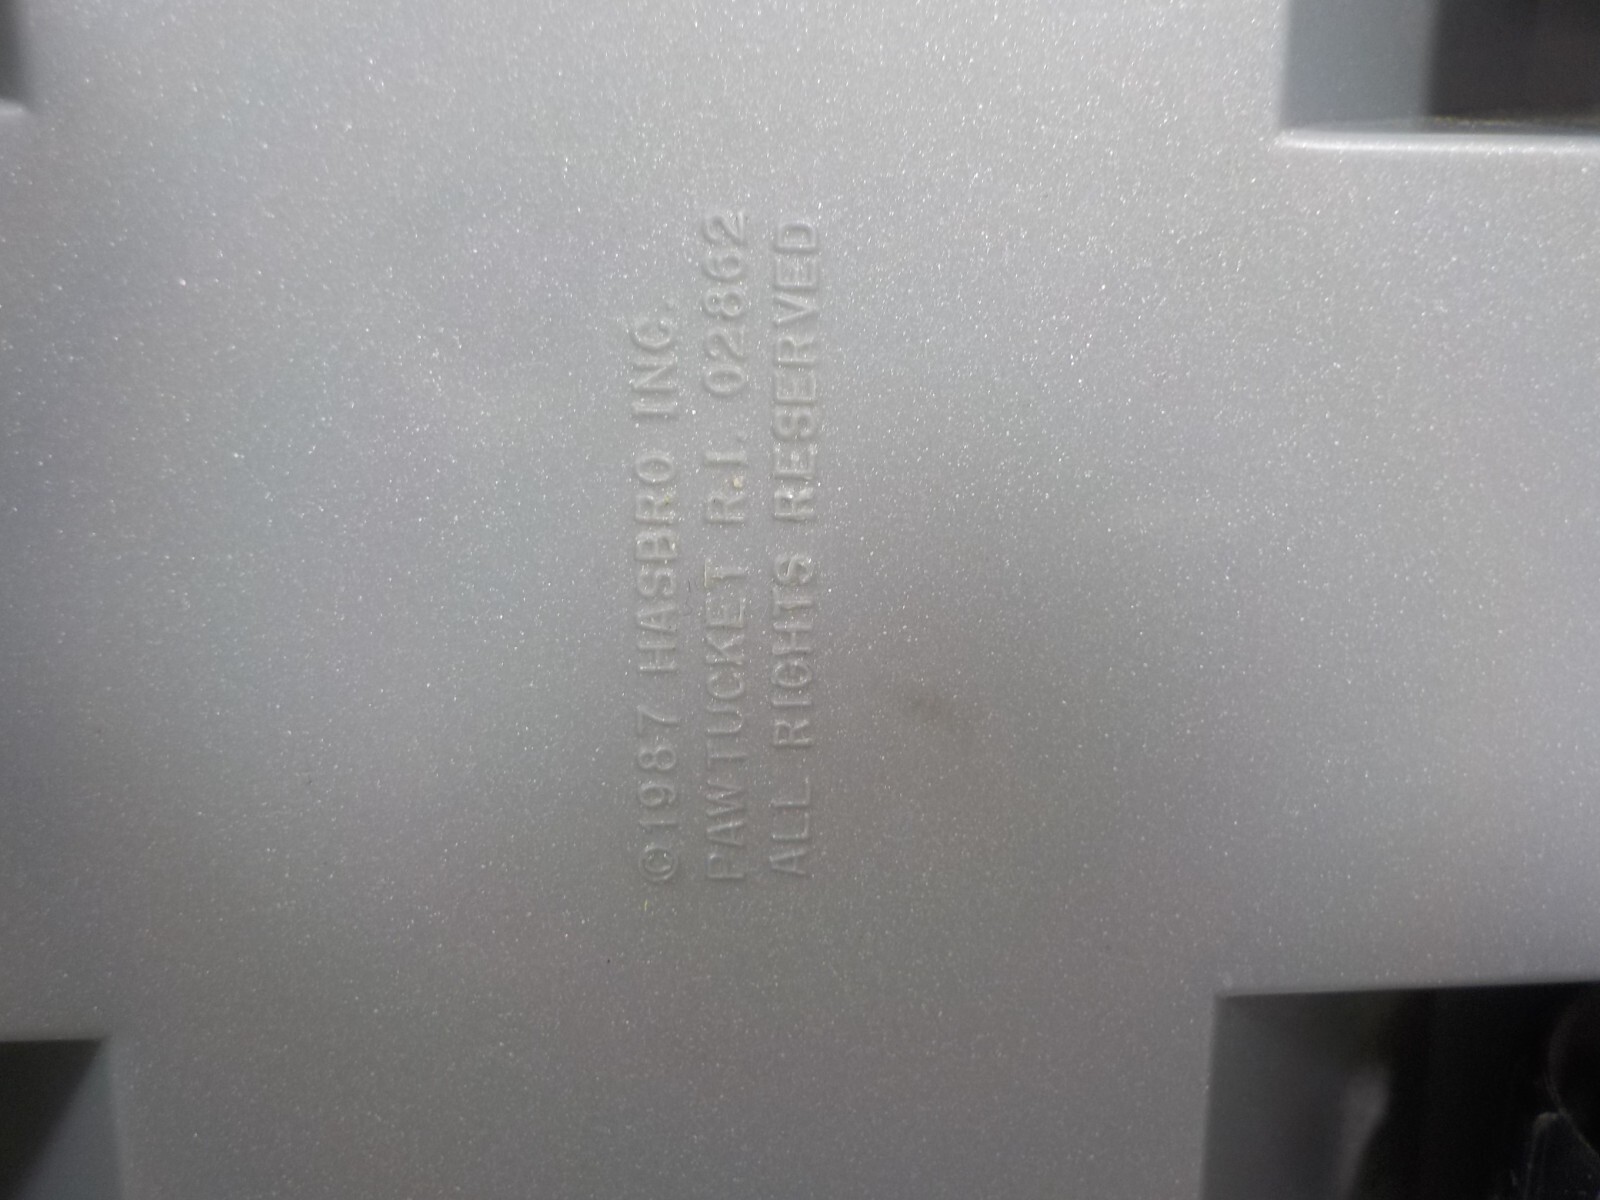 ©1987 HASBRO INC.
PAWTUCKET R.I. 02862
ALL RIGHTS RESERVED